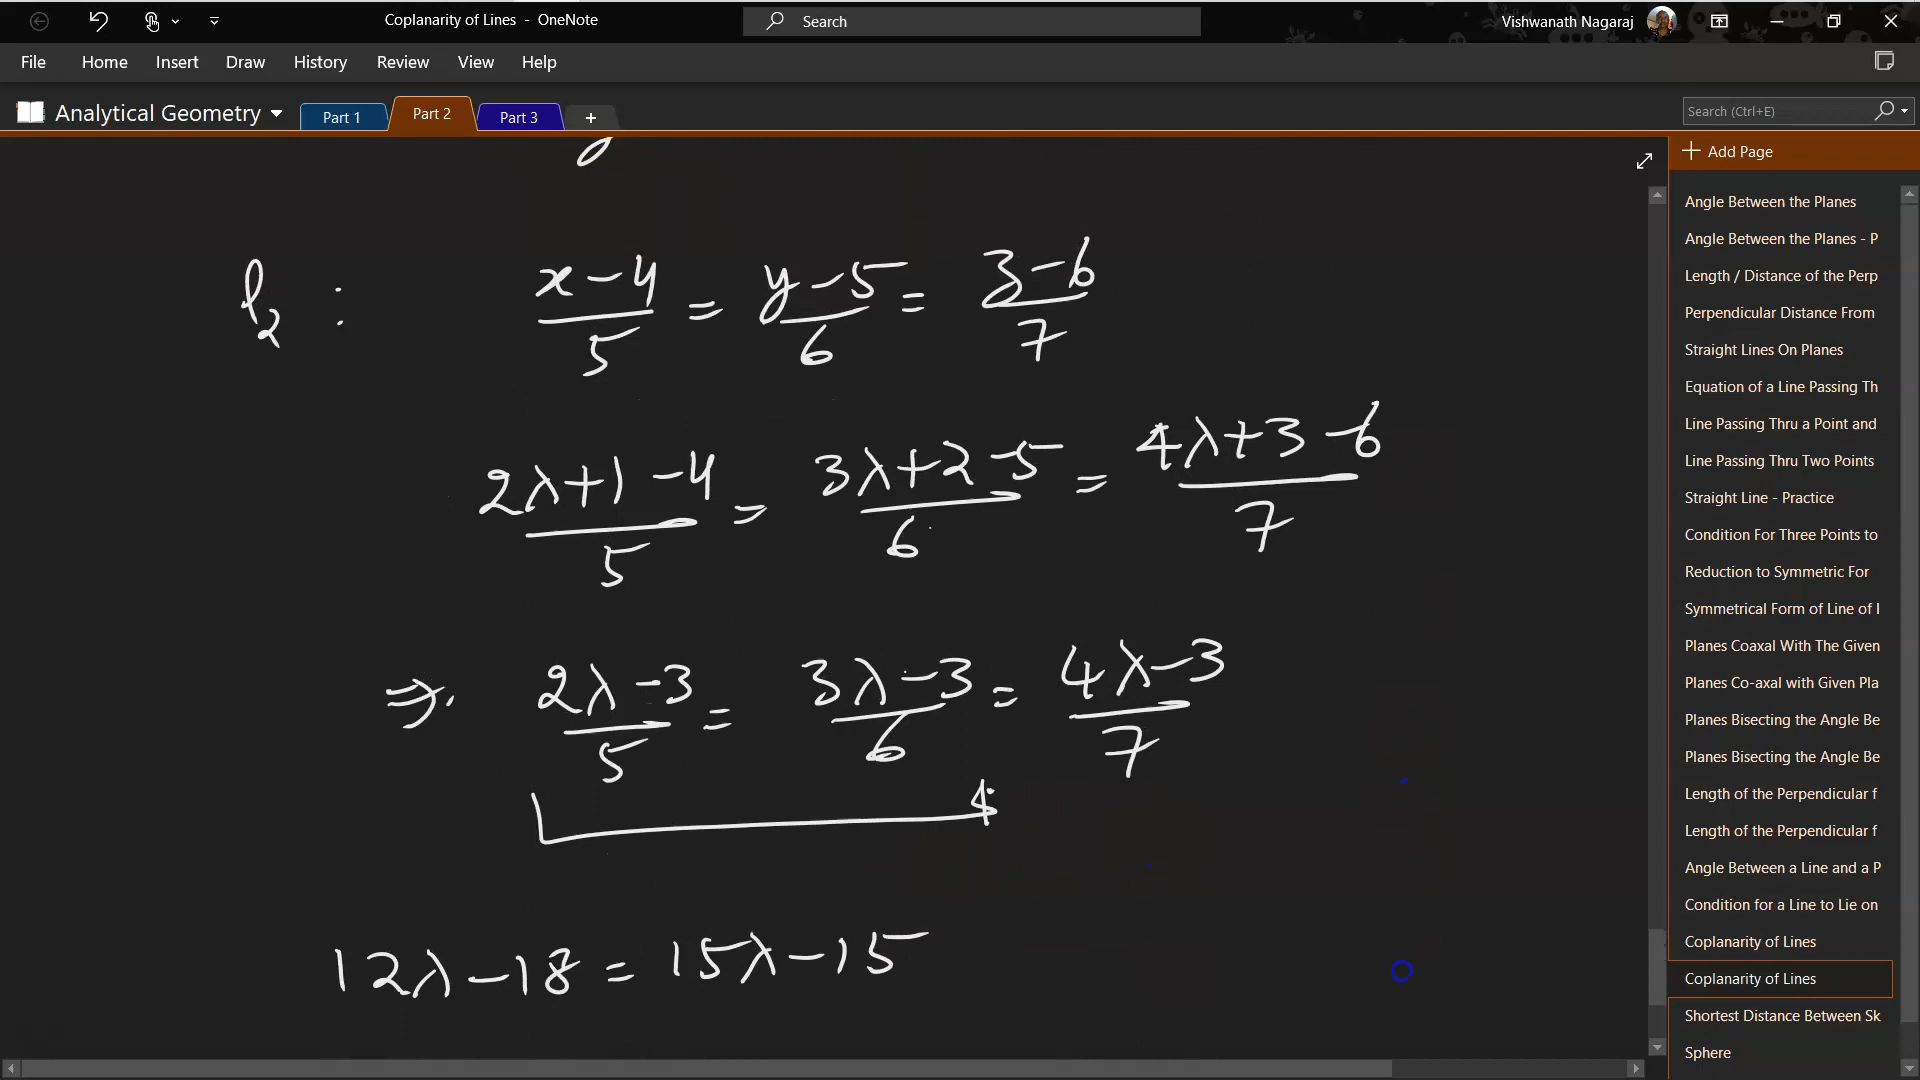 Coplanarity of Lines - OneNote
Search
Vishwanath Nagaraj
File Home Insert Draw History Review View Help
Analytical Geometry Part 1 Part 2 Part 3 +
Search (Ctrl+E)
l₂ : (x-4)/5 = (y-5)/6 = (z-6)/7
(2λ+1-4)/5 = (3λ+2-5)/6 = (4λ+3-6)/7
⇒ (2λ-3)/5 = (3λ-3)/6 = (4λ-3)/7
12λ-18 = 15λ-15
Add Page
Angle Between the Planes
Angle Between the Planes - P
Length / Distance of the Perp
Perpendicular Distance From
Straight Lines On Planes
Equation of a Line Passing Th
Line Passing Thru a Point and
Line Passing Thru Two Points
Straight Line - Practice
Condition For Three Points to
Reduction to Symmetric For
Symmetrical Form of Line of I
Planes Coaxal With The Given
Planes Co-axal with Given Pla
Planes Bisecting the Angle Be
Planes Bisecting the Angle Be
Length of the Perpendicular f
Length of the Perpendicular f
Angle Between a Line and a P
Condition for a Line to Lie on
Coplanarity of Lines
Coplanarity of Lines
Shortest Distance Between Sk
Sphere